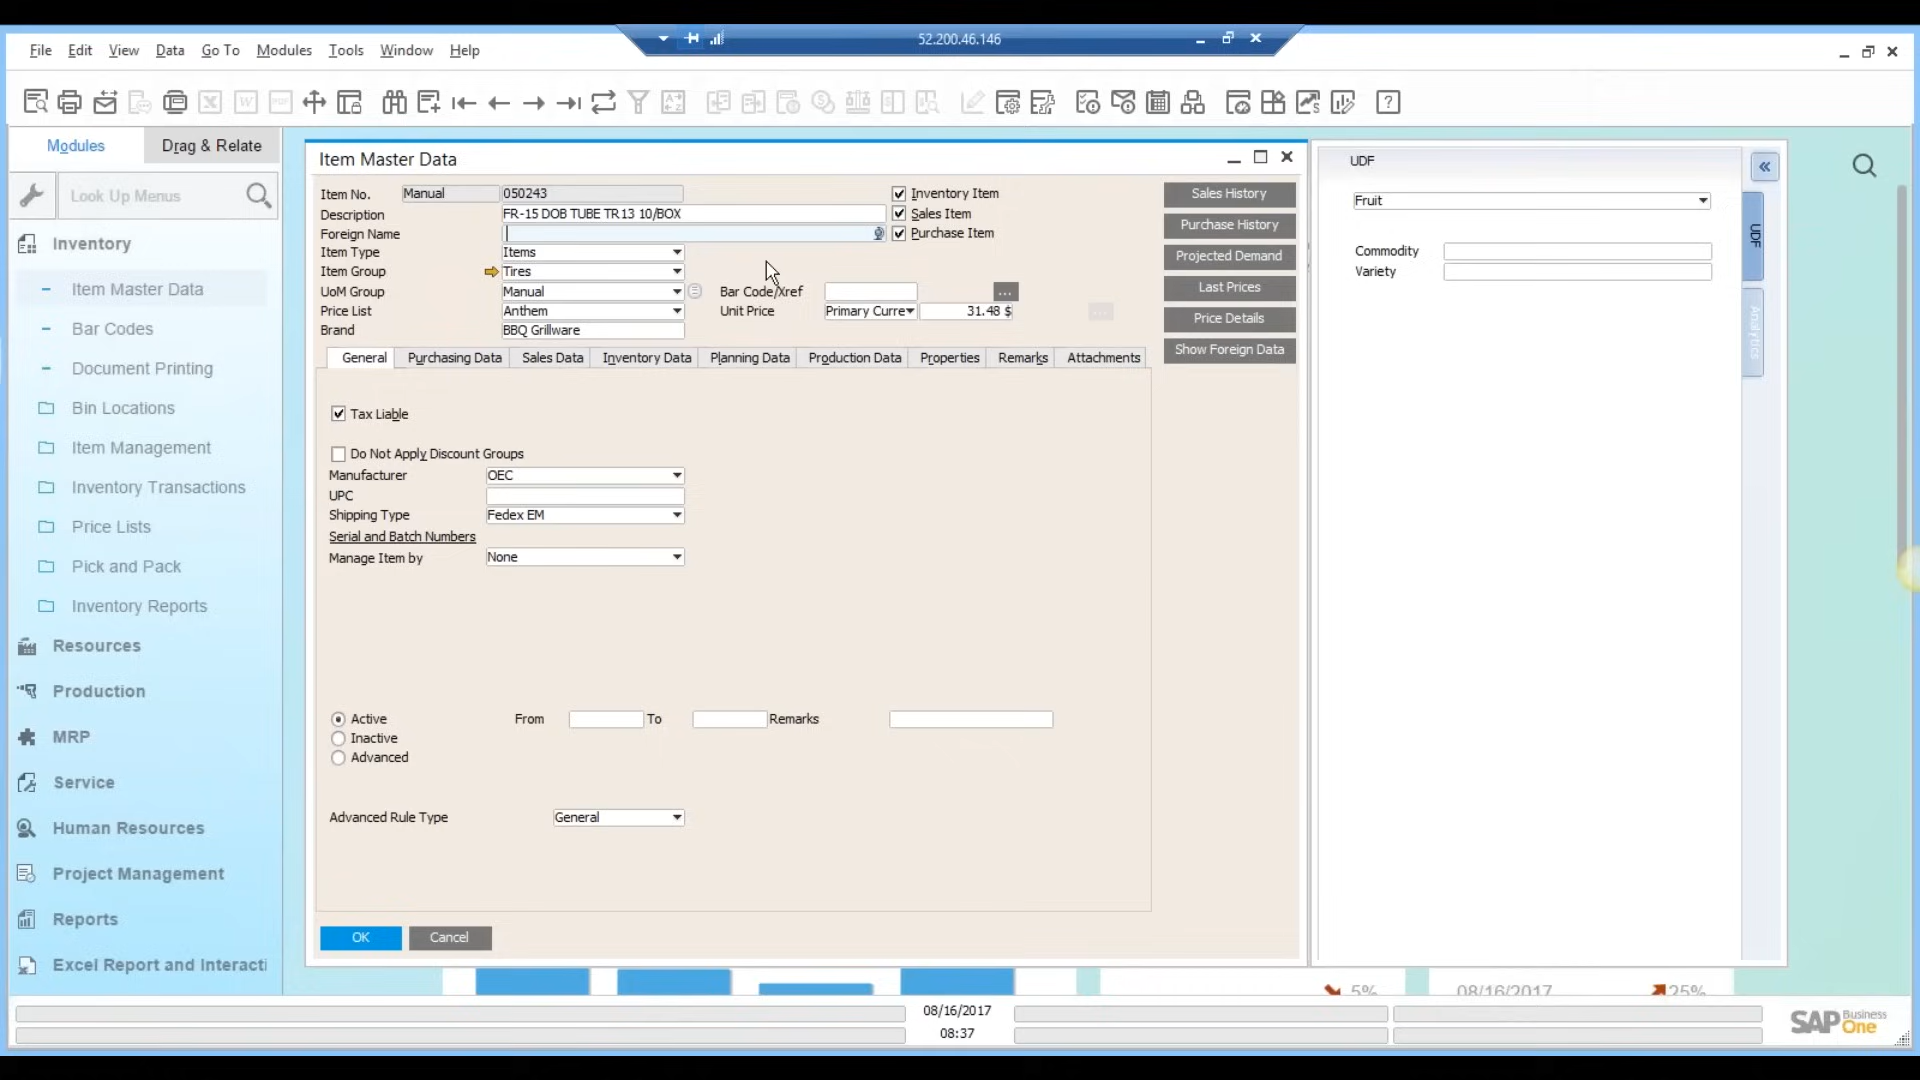 52.200.46.146
File Edit View Data Go To Modules Tools Window Help
Modules Drag & Relate
Look Up Menus
Inventory
Item Master Data
Bar Codes
Document Printing
Bin Locations
Item Management
Inventory Transactions
Price Lists
Pick and Pack
Inventory Reports
Resources
Production
MRP
Service
Human Resources
Project Management
Reports
Excel Report and Interacti
Item Master Data
Item No. Manual 050243
Description FR-15 DOB TUBE TR13 10/BOX
Foreign Name
Item Type Items
Item Group Tires
UoM Group Manual
Price List Anthem
Brand BBQ Grillware
Inventory Item
Sales Item
Purchase Item
Bar Code/Xref ...
Unit Price Primary Curre 31.48 $
Sales History
Purchase History
Projected Demand
Last Prices
Price Details
Show Foreign Data
General Purchasing Data Sales Data Inventory Data Planning Data Production Data Properties Remarks Attachments
Tax Liable
Do Not Apply Discount Groups
Manufacturer OEC
UPC
Shipping Type Fedex EM
Serial and Batch Numbers
Manage Item by None
Active From To Remarks
Inactive
Advanced
Advanced Rule Type General
OK Cancel
UDF
Fruit
Commodity
Variety
UDF
Analytics
5% 08/16/2017 25%
08/16/2017
08:37
SAP Business One